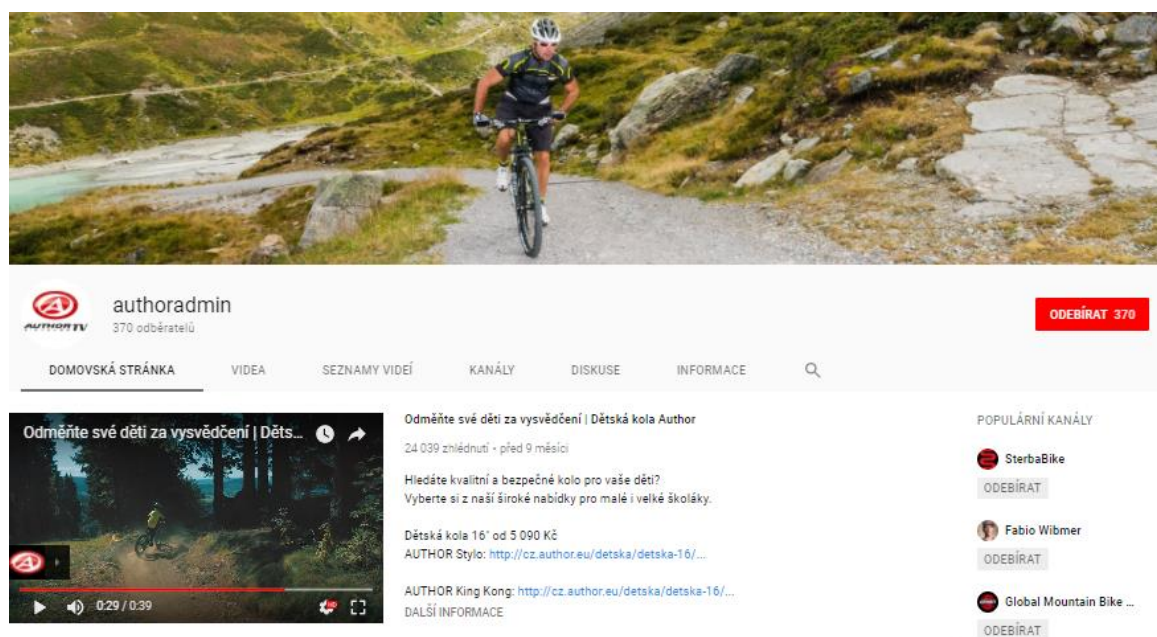 authoradmin
370 odběratelů
ODEBÍRAT 370
AUTHOR TV
DOMOVSKÁ STRÁNKA VIDEA SEZNAMY VIDEÍ KANÁLY DISKUSE INFORMACE
Odměňte své děti za vysvědčení | Děts...
0:29 / 0:39
Odměňte své děti za vysvědčení | Dětská kola Author
24 039 zhlédnutí - před 9 měsíci
Hledáte kvalitní a bezpečné kolo pro vaše děti?
Vyberte si z naší široké nabídky pro malé i velké školáky.
Dětská kola 16" od 5 090 Kč
AUTHOR Stylo: http://cz.author.eu/detska/detska-16/...
AUTHOR King Kong: http://cz.author.eu/detska/detska-16/...
DALŠÍ INFORMACE
POPULÁRNÍ KANÁLY
SterbaBike
ODEBÍRAT
Fabio Wibmer
ODEBÍRAT
Global Mountain Bike ...
ODEBÍRAT